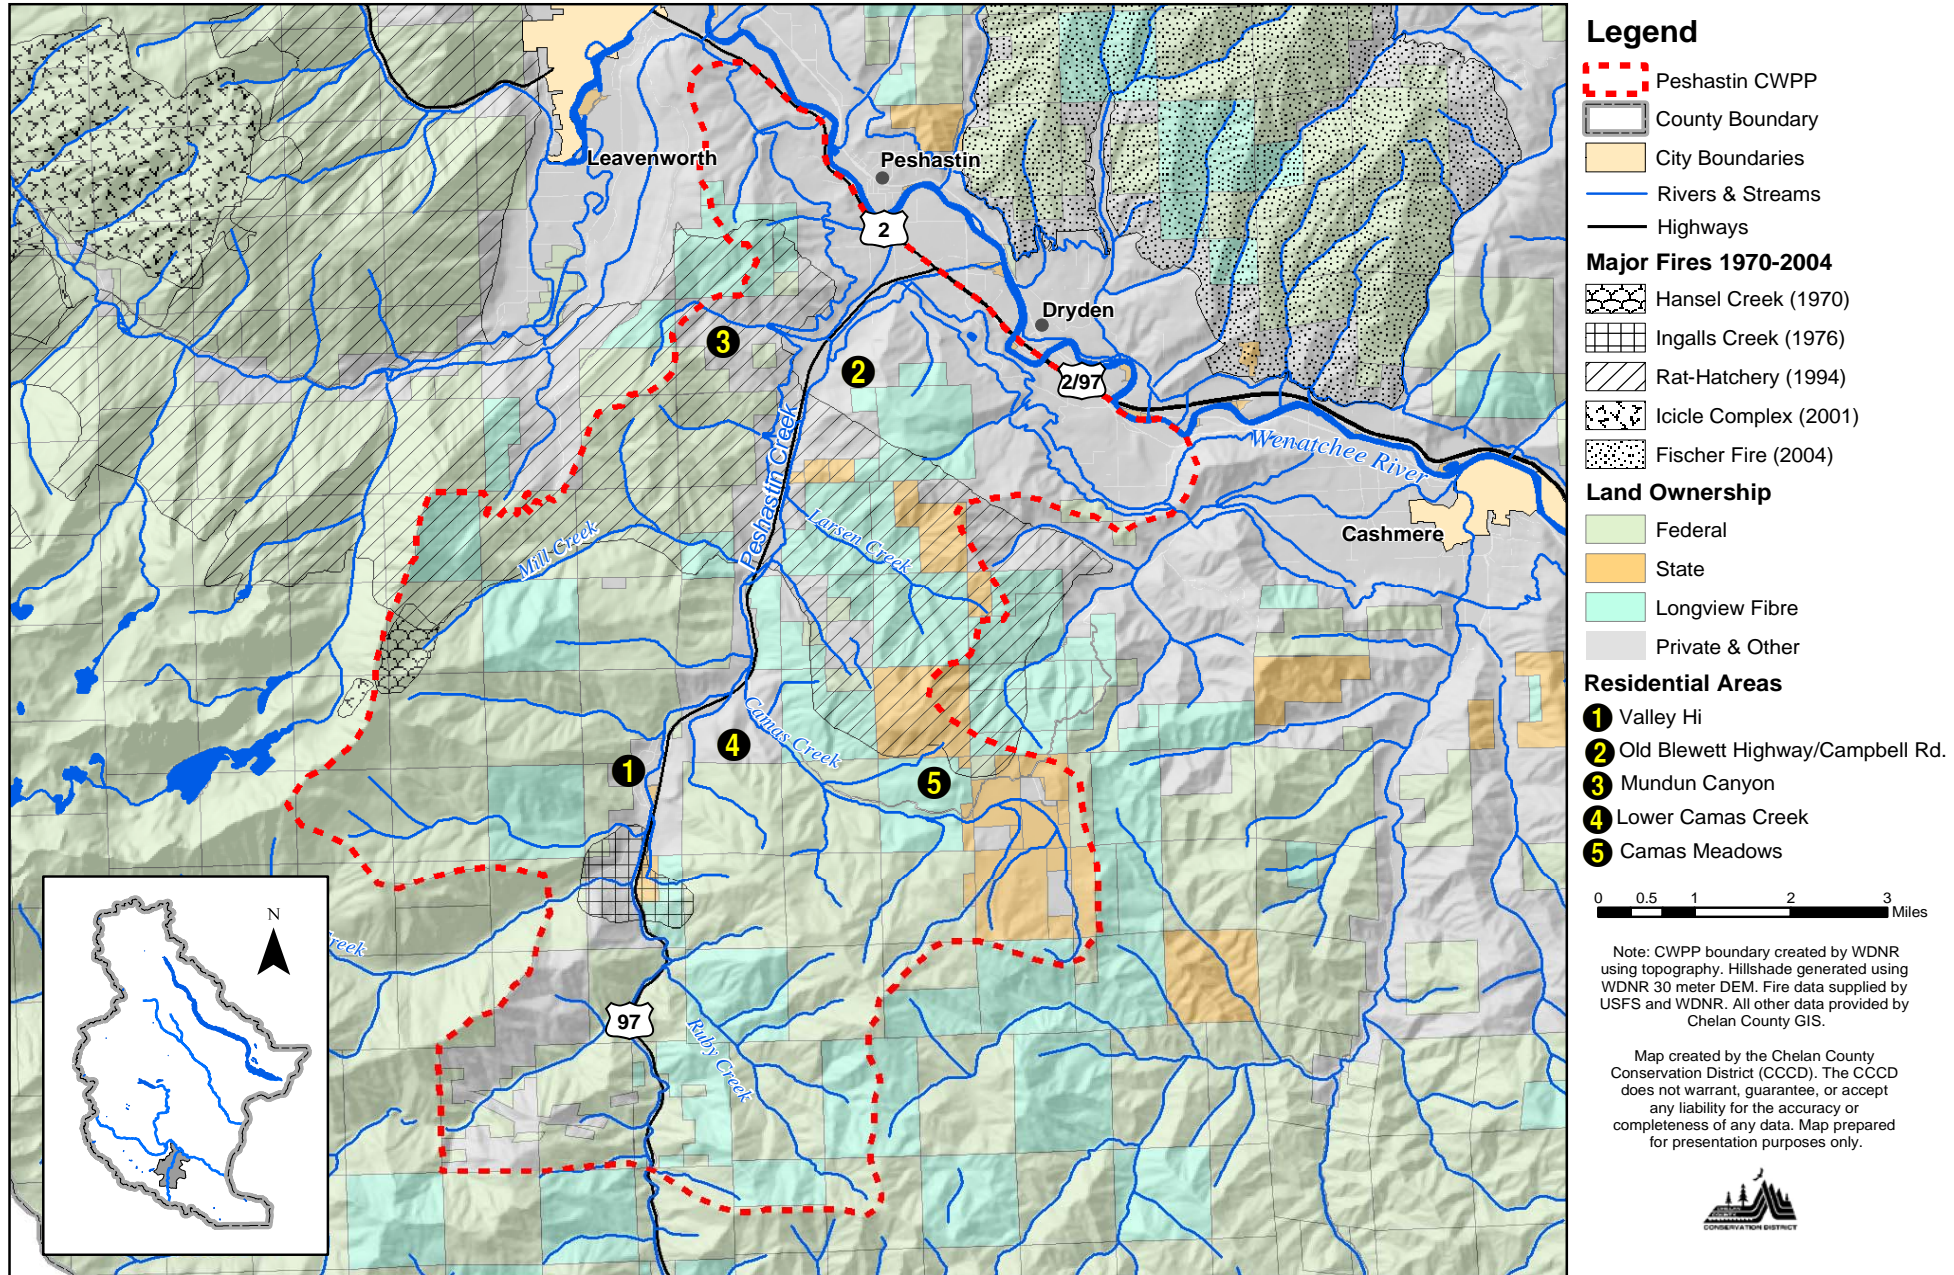 Leavenworth
Peshastin
2
Dryden
2/97
3
2
Peshastin Creek
Wenatchee River
Cashmere
Mill Creek
Larsen Creek
Camas Creek
4
1
5
reek
97
Ruby Creek
N
Legend
Peshastin CWPP
County Boundary
City Boundaries
Rivers & Streams
Highways
Major Fires 1970-2004
Hansel Creek (1970)
Ingalls Creek (1976)
Rat-Hatchery (1994)
Icicle Complex (2001)
Fischer Fire (2004)
Land Ownership
Federal
State
Longview Fibre
Private & Other
Residential Areas
1 Valley Hi
2 Old Blewett Highway/Campbell Rd.
3 Mundun Canyon
4 Lower Camas Creek
5 Camas Meadows
0 0.5 1 2 3
Miles
Note: CWPP boundary created by WDNR
using topography. Hillshade generated using
WDNR 30 meter DEM. Fire data supplied by
USFS and WDNR. All other data provided by
Chelan County GIS.
Map created by the Chelan County
Conservation District (CCCD). The CCCD
does not warrant, guarantee, or accept
any liability for the accuracy or
completeness of any data. Map prepared
for presentation purposes only.
CONSERVATION DISTRICT